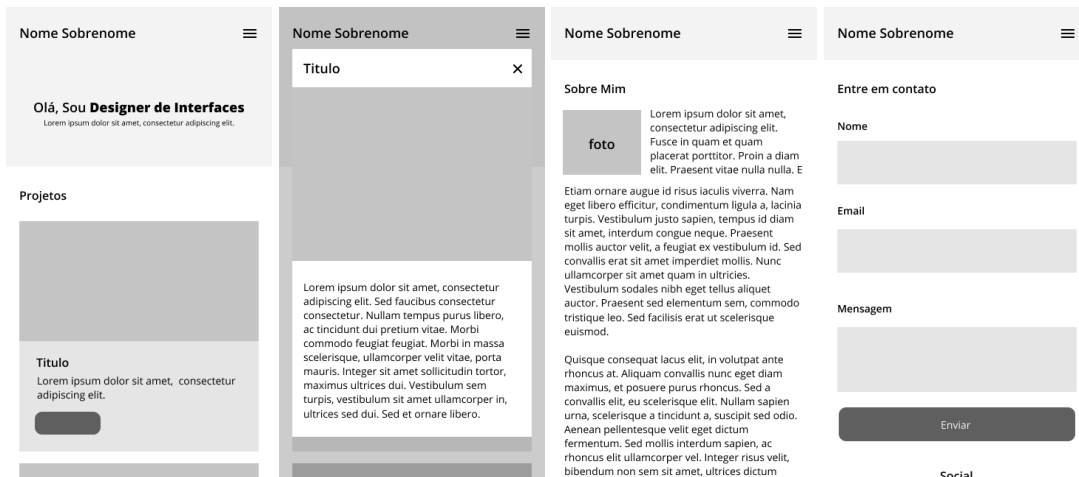 Nome Sobrenome
Olá, Sou Designer de Interfaces
Lorem ipsum dolor sit amet, consectetur adipiscing elit.
Projetos
Titulo
Lorem ipsum dolor sit amet, consectetur
adipiscing elit.
Nome Sobrenome
Titulo
Lorem ipsum dolor sit amet, consectetur
adipiscing elit. Sed faucibus consectetur
consectetur. Nullam tempus purus libero,
ac tincidunt dui pretium vitae. Morbi
commodo feugiat feugiat. Morbi in massa
scelerisque, ullamcorper velit vitae, porta
mauris. Integer sit amet sollicitudin tortor,
maximus ultrices dui. Vestibulum sem
turpis, vestibulum sit amet ullamcorper in,
ultrices sed dui. Sed et ornare libero.
Nome Sobrenome
Sobre Mim
foto
Lorem ipsum dolor sit amet,
consectetur adipiscing elit.
Fusce in quam et quam
placerat porttitor. Proin a diam
elit. Praesent vitae nulla nulla. E
Etiam ornare augue id risus iaculis viverra. Nam
eget libero efficitur, condimentum ligula a, lacinia
turpis. Vestibulum justo sapien, tempus id diam
sit amet, interdum congue neque. Praesent
mollis auctor velit, a feugiat ex vestibulum id. Sed
convallis erat sit amet imperdiet mollis. Nunc
ullamcorper sit amet quam in ultricies.
Vestibulum sodales nibh eget tellus aliquet
auctor. Praesent sed elementum sem, commodo
tristique leo. Sed facilisis erat ut scelerisque
euismod.
Quisque consequat lacus elit, in volutpat ante
rhoncus at. Aliquam convallis nunc eget diam
maximus, et posuere purus rhoncus. Sed a
convallis elit, eu scelerisque elit. Nullam sapien
urna, scelerisque a tincidunt a, suscipit sed odio.
Aenean pellentesque velit eget dictum
fermentum. Sed mollis interdum sapien, ac
rhoncus elit ullamcorper vel. Integer risus velit,
bibendum non sem sit amet, ultrices dictum
Nome Sobrenome
Entre em contato
Nome
Email
Mensagem
Enviar
Social